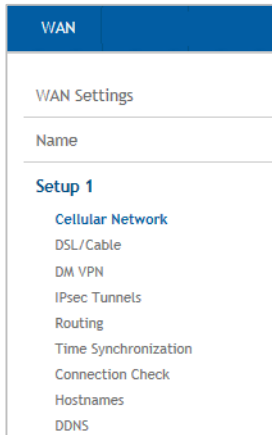 WAN
WAN Settings
Name
Setup 1
Cellular Network
DSL/Cable
DM VPN
IPsec Tunnels
Routing
Time Synchronization
Connection Check
Hostnames
DDNS